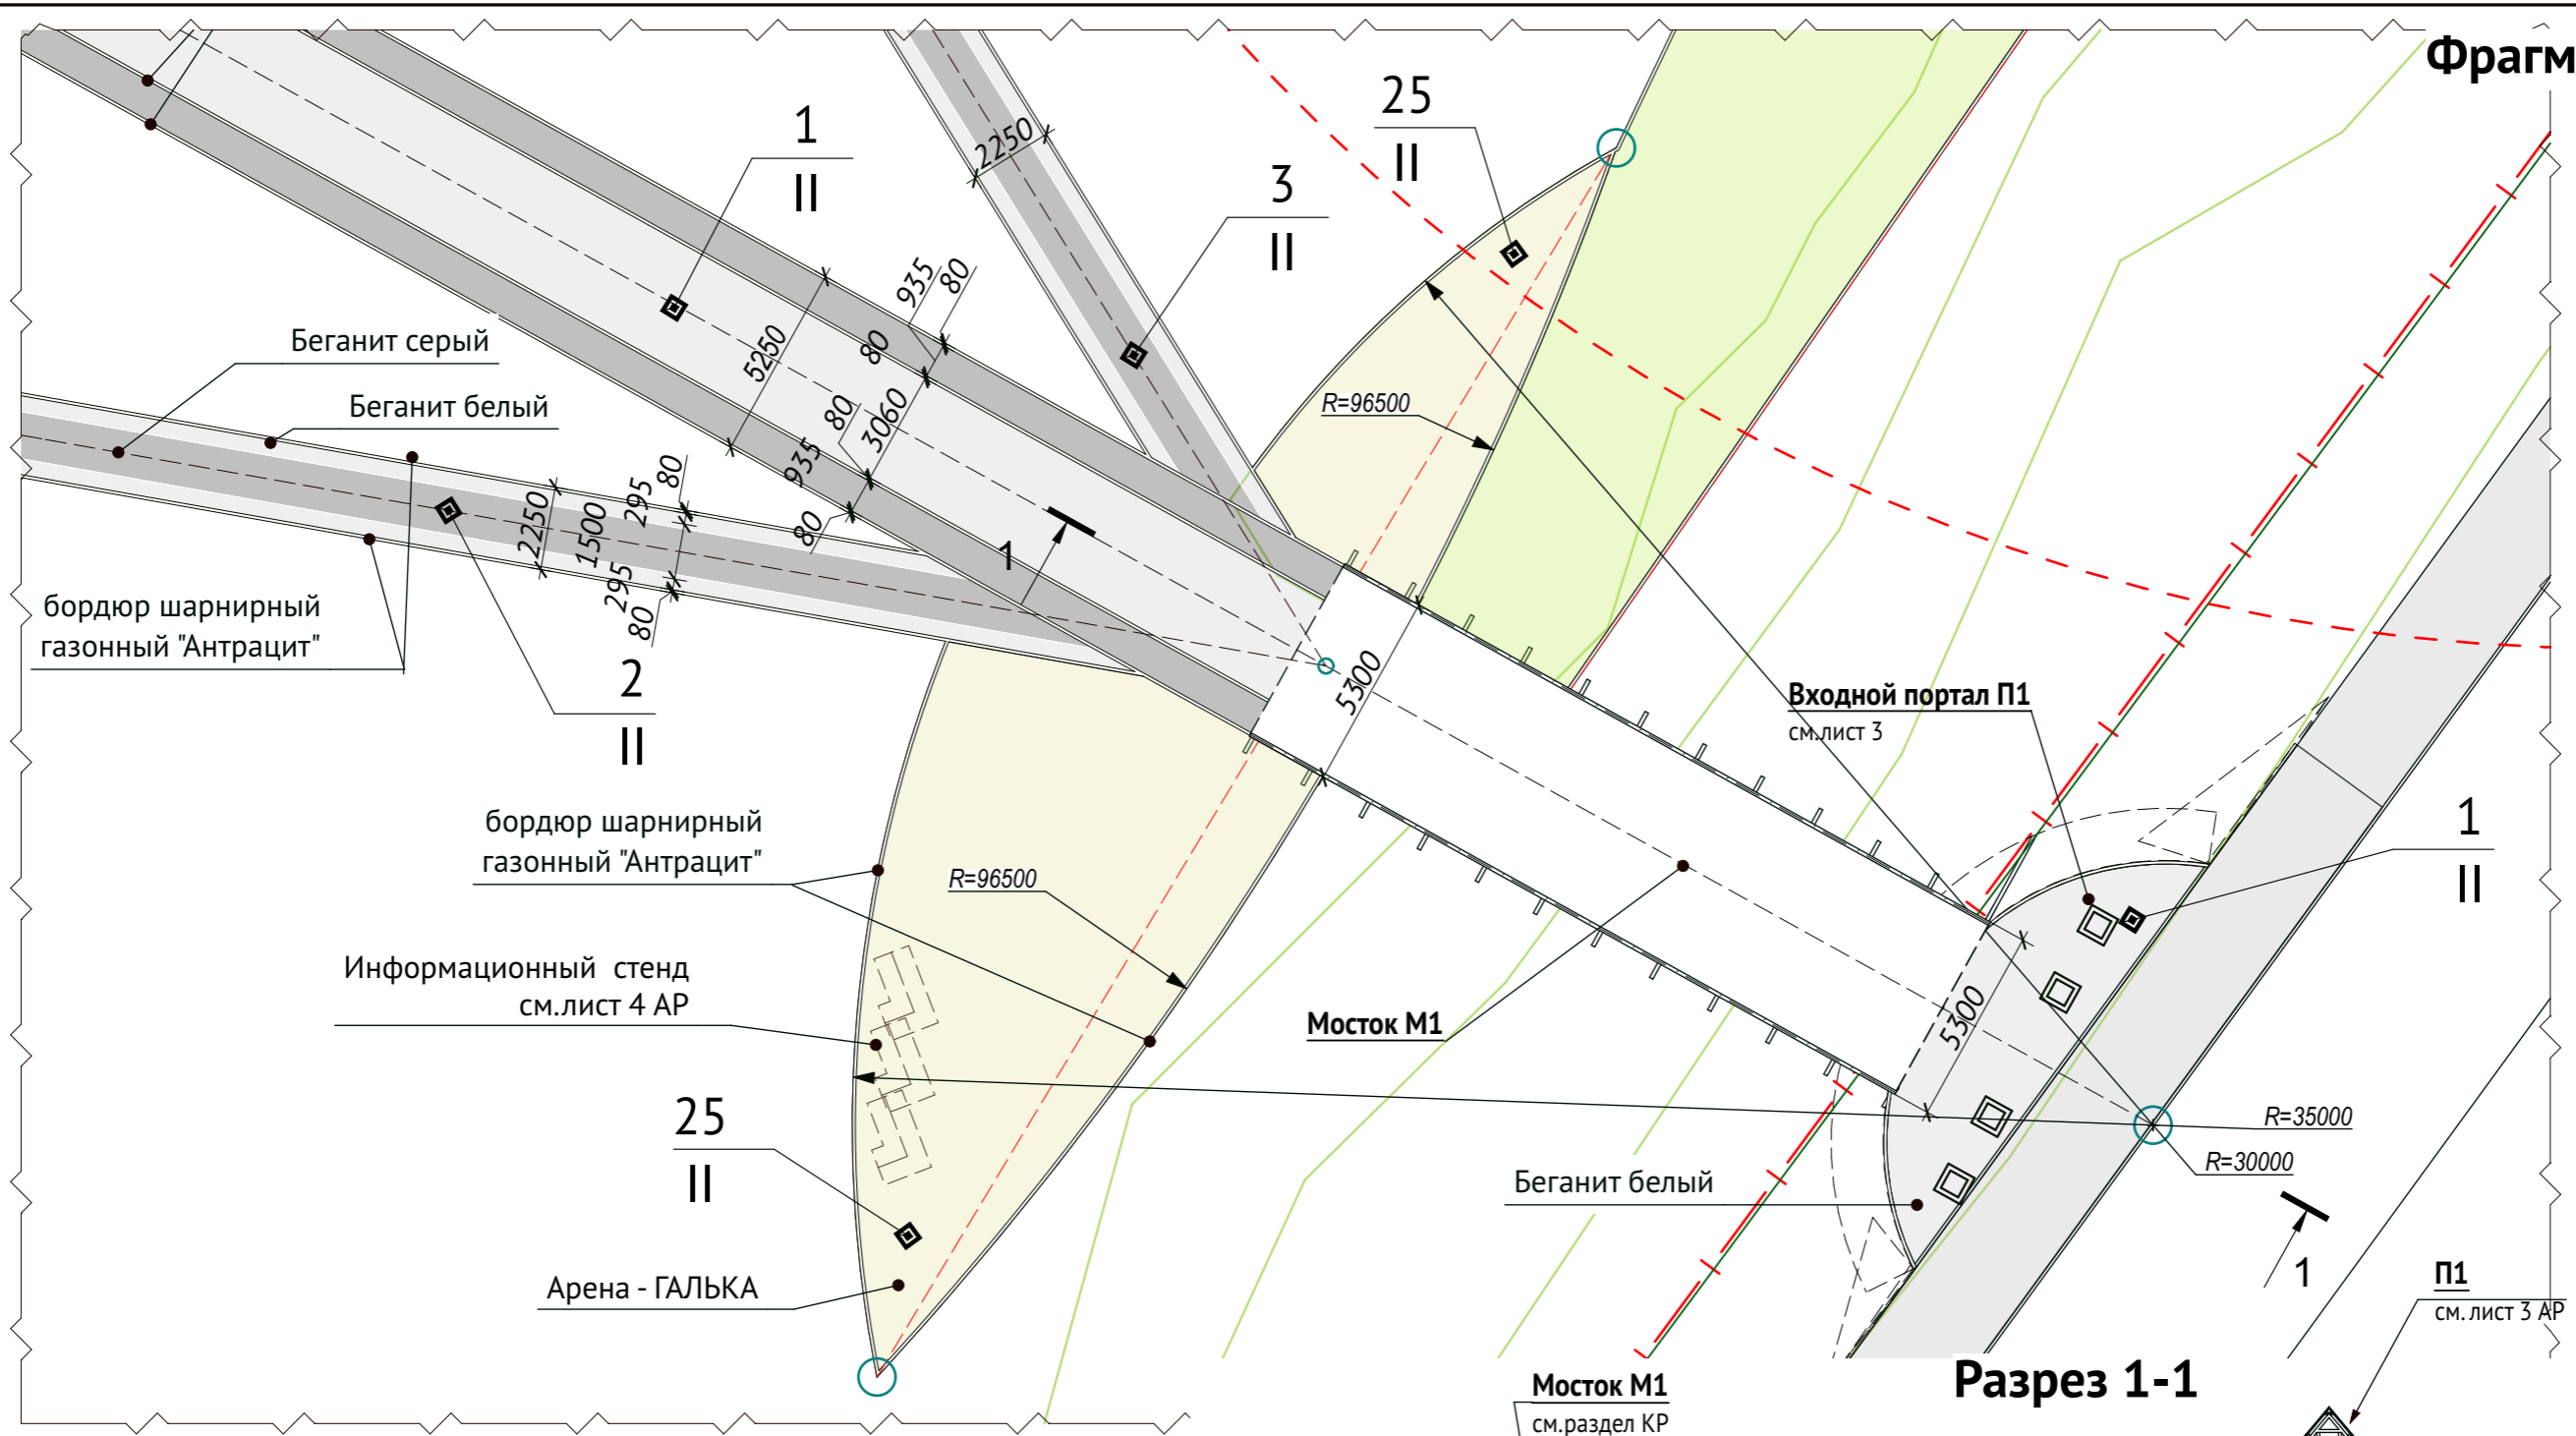 Фрагм
25
II
1
II
3
II
2250
935
80
5250
80
80
3060
935
80
Беганит серый
Беганит белый
R=96500
80
295
2250
1500
295
80
1
бордюр шарнирный
газонный "Антрацит"
2
II
5300
Входной портал П1
см.лист 3
1
II
бордюр шарнирный
газонный "Антрацит"
R=96500
Информационный стенд
см.лист 4 АР
Мосток М1
5300
25
II
R=35000
R=30000
Беганит белый
Арена - ГАЛЬКА
1
П1
см.лист 3 АР
Разрез 1-1
Мосток М1
см.раздел КР